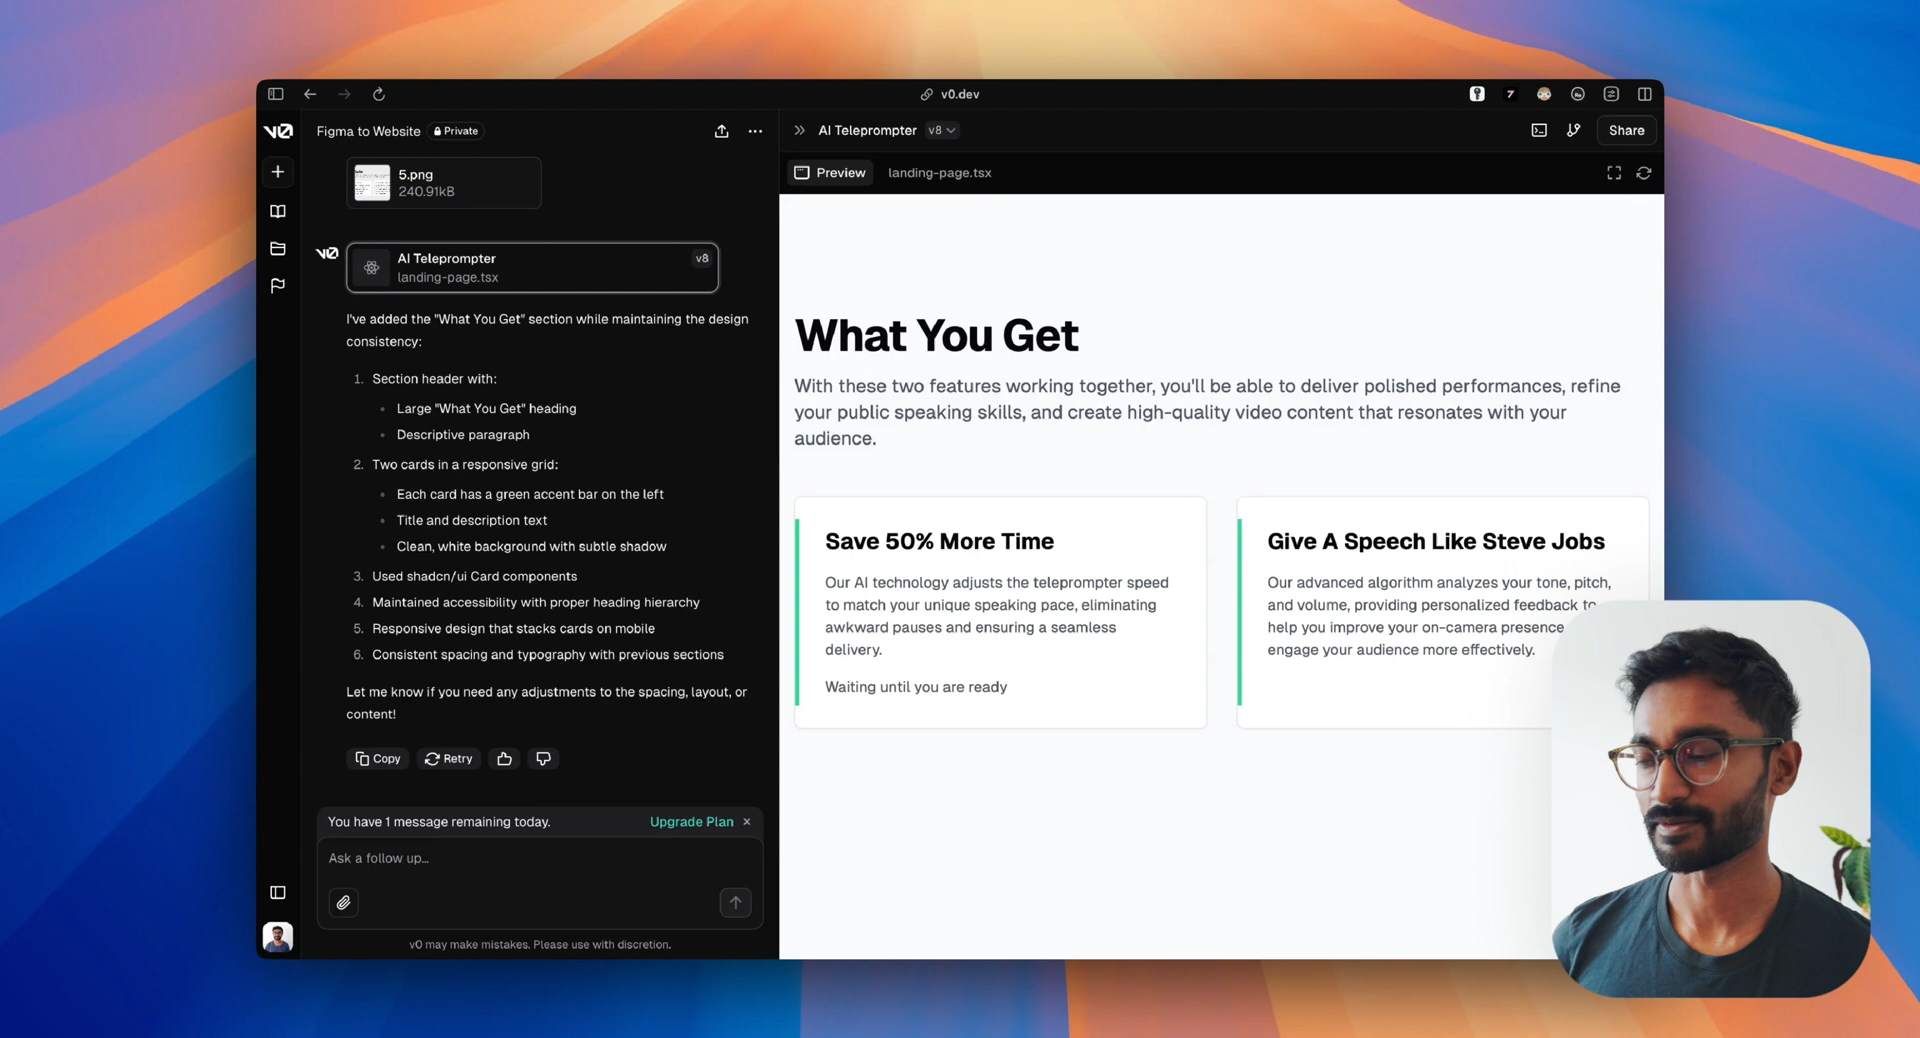 v0.dev
v0
Figma to Website
Private
5.png
240.91kB
v0
AI Teleprompter
v8
landing-page.tsx
I've added the "What You Get" section while maintaining the design
consistency:
1. Section header with:
• Large "What You Get" heading
• Descriptive paragraph
2. Two cards in a responsive grid:
• Each card has a green accent bar on the left
• Title and description text
• Clean, white background with subtle shadow
3. Used shadcn/ui Card components
4. Maintained accessibility with proper heading hierarchy
5. Responsive design that stacks cards on mobile
6. Consistent spacing and typography with previous sections
Let me know if you need any adjustments to the spacing, layout, or
content!
Copy
Retry
You have 1 message remaining today.
Upgrade Plan
Ask a follow up...
v0 may make mistakes. Please use with discretion.
AI Teleprompter
v8
Share
Preview
landing-page.tsx
What You Get
With these two features working together, you'll be able to deliver polished performances, refine
your public speaking skills, and create high-quality video content that resonates with your
audience.
Save 50% More Time
Our AI technology adjusts the teleprompter speed
to match your unique speaking pace, eliminating
awkward pauses and ensuring a seamless
delivery.
Waiting until you are ready
Give A Speech Like Steve Jobs
Our advanced algorithm analyzes your tone, pitch,
and volume, providing personalized feedback to
help you improve your on-camera presence
engage your audience more effectively.